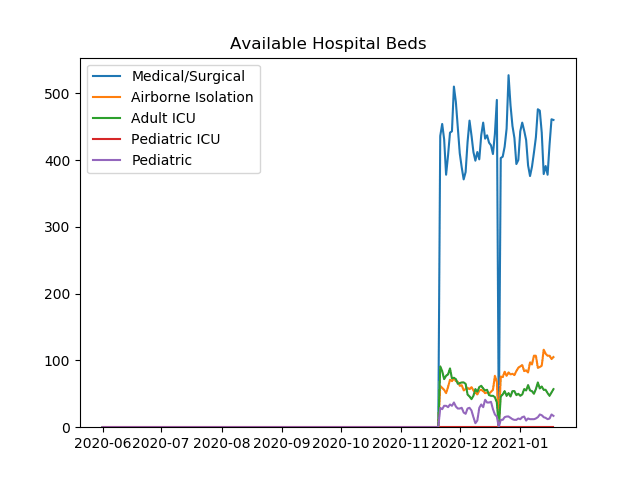 Available Hospital Beds
Medical/Surgical
Airborne Isolation
Adult ICU
Pediatric ICU
Pediatric
500
400
300
200
100
0
2020-06 2020-07 2020-08 2020-09 2020-10 2020-11 2020-12 2021-01